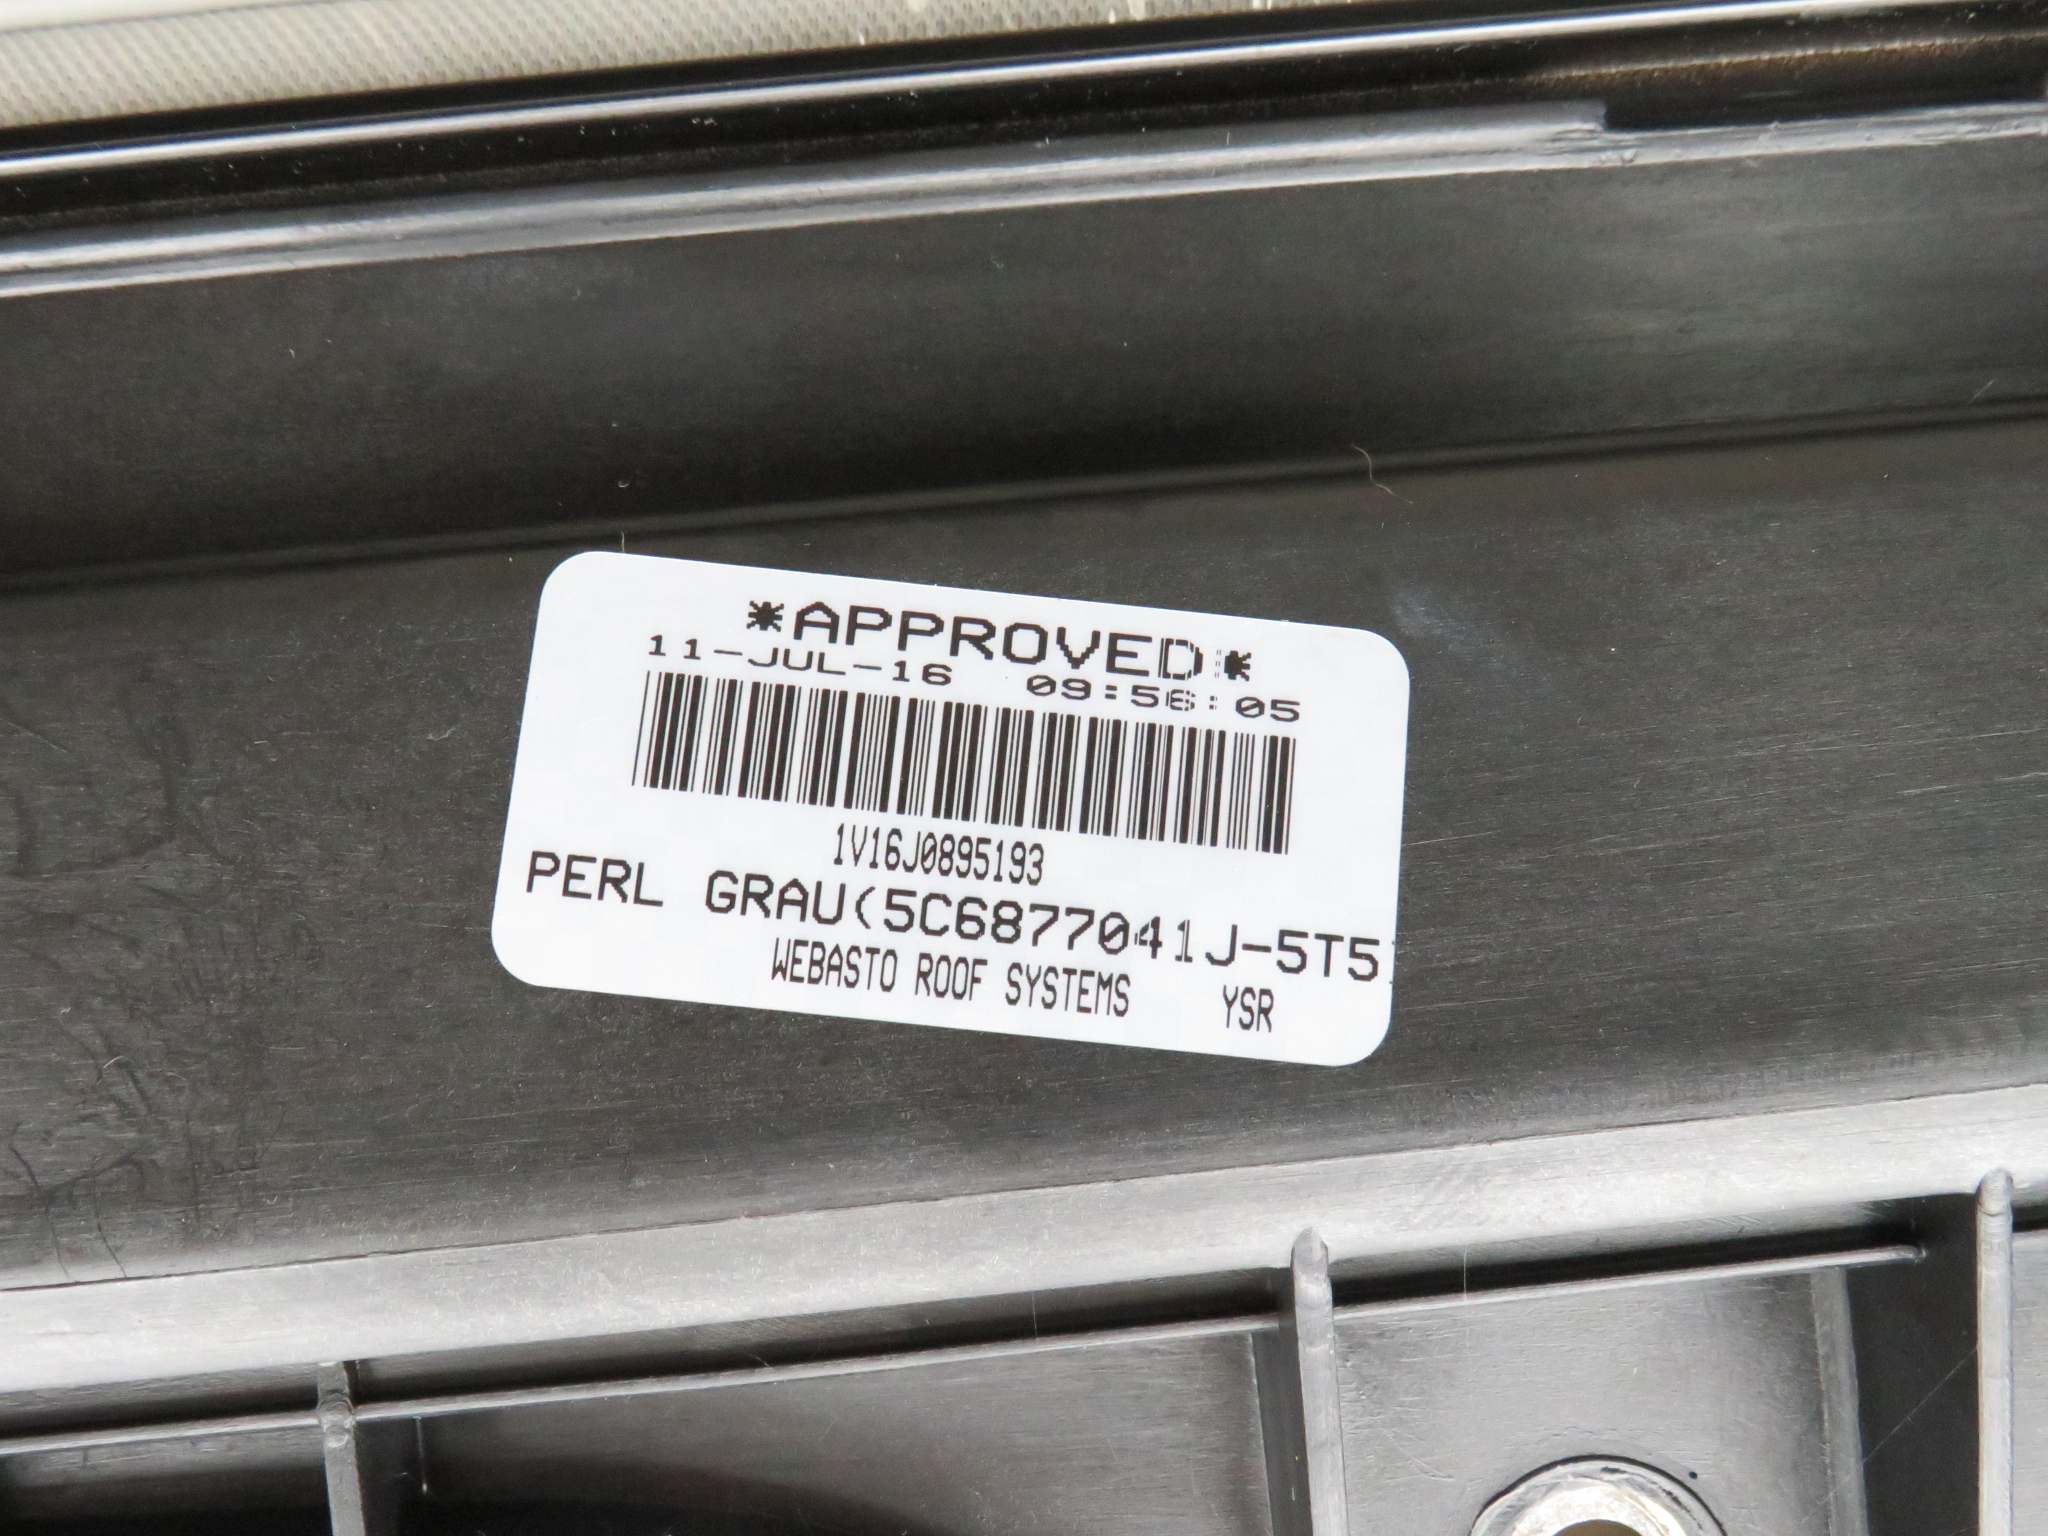 *APPROVED*
11-JUL-16 09:56:05
1V16J0895193
PERL GRAU(5C6877041J-5T5
WEBASTO ROOF SYSTEMS YSR